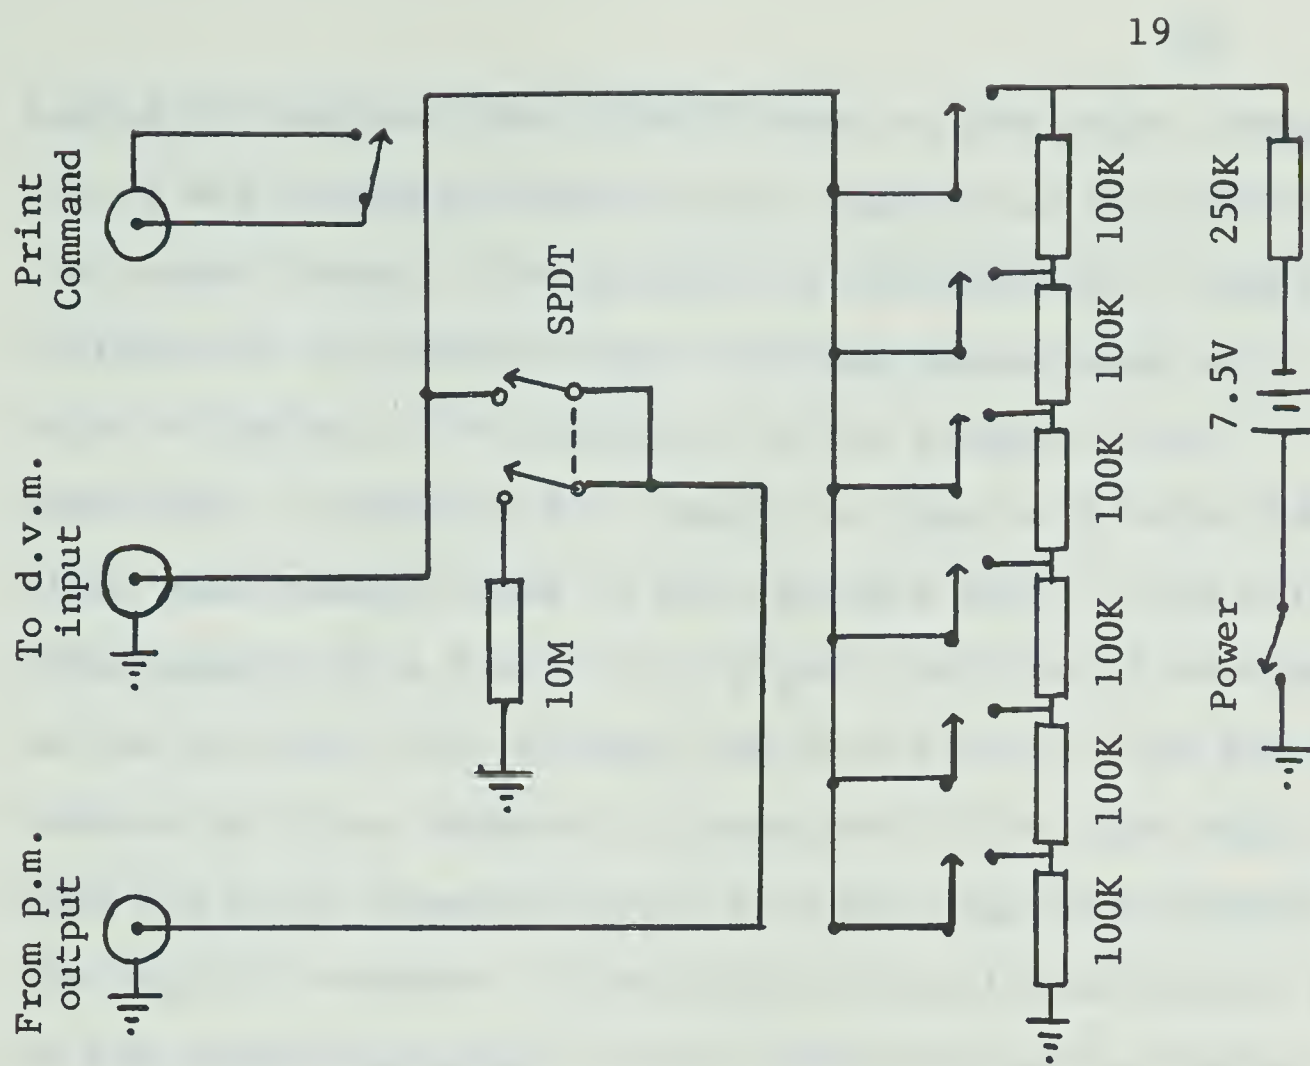 19
Print
Command
To d.v.m.
input
From p.m.
output
SPDT
10M
100K
100K
100K
100K
100K
100K
250K
7.5V
Power